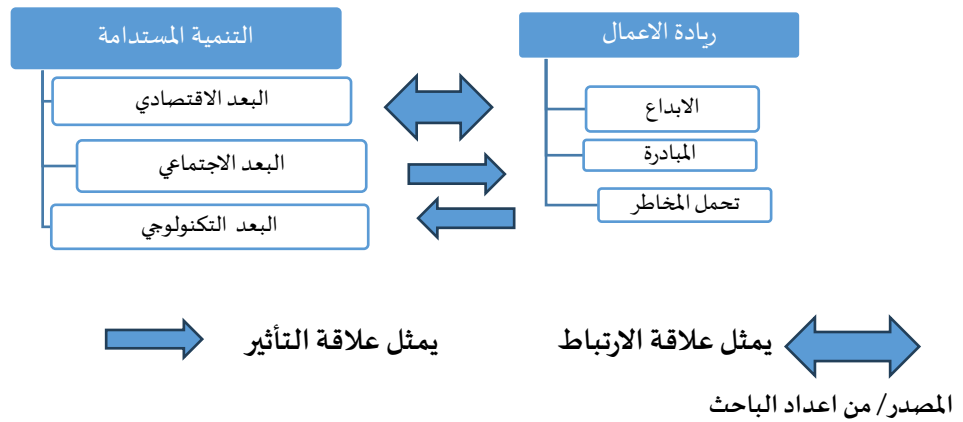 ريادة الاعمال
الابداع
المبادرة
تحمل المخاطر
التنمية المستدامة
البعد الاقتصادي
البعد الاجتماعي
البعد التكنولوجي
يمثل علاقة الارتباط
يمثل علاقة التأثير
المصدر/ من اعداد الباحث